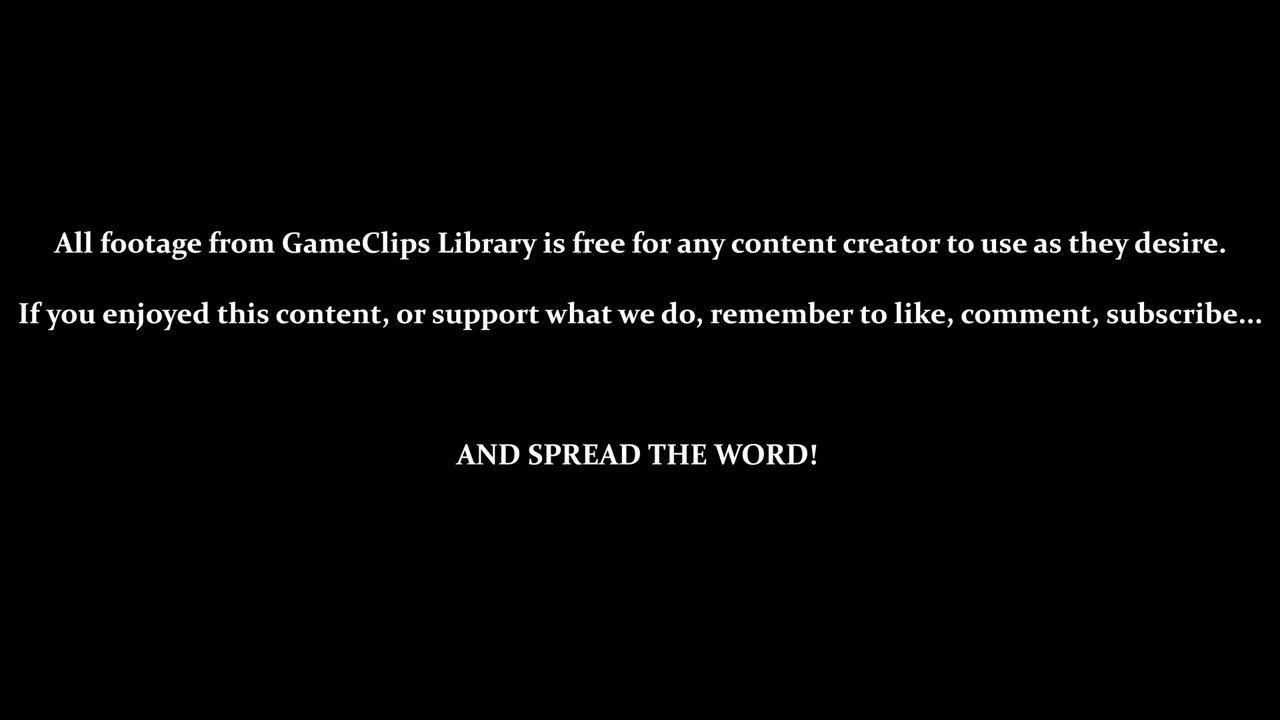 All footage from GameClips Library is free for any content creator to use as they desire.
If you enjoyed this content, or support what we do, remember to like, comment, subscribe...
AND SPREAD THE WORD!